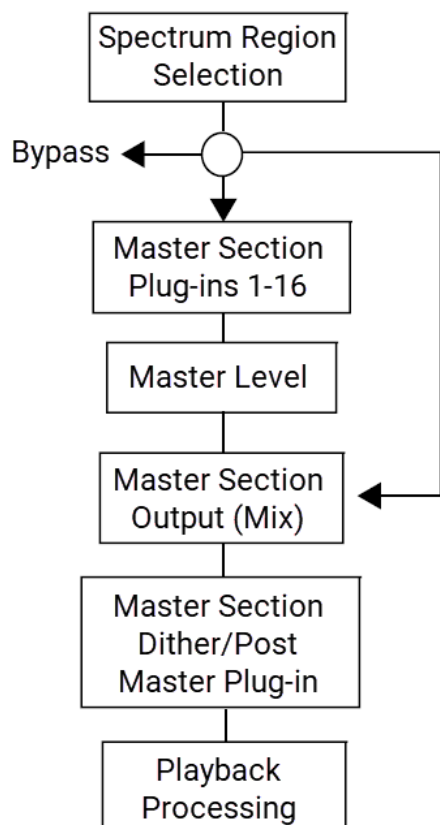 Spectrum Region
Selection
Bypass
Master Section
Plug-ins 1-16
Master Level
Master Section
Output (Mix)
Master Section
Dither/Post
Master Plug-in
Playback
Processing